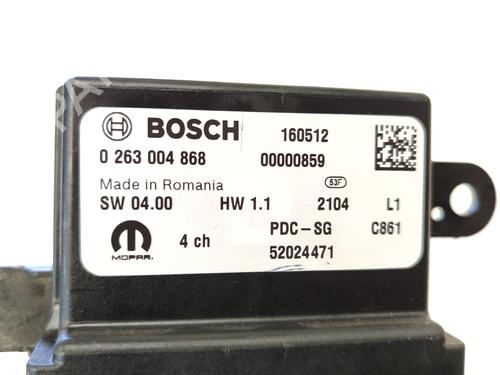 BOSCH 160512
0 263 004 868 00000859
Made in Romania 53F
SW 04.00 HW 1.1 2104 L1
4 ch PDC-SG C861
MOPAR. 52024471